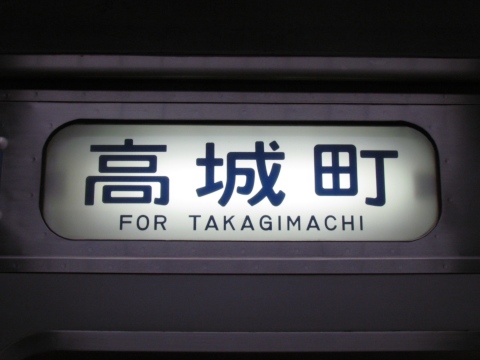 高城町
FOR TAKAGIMACHI